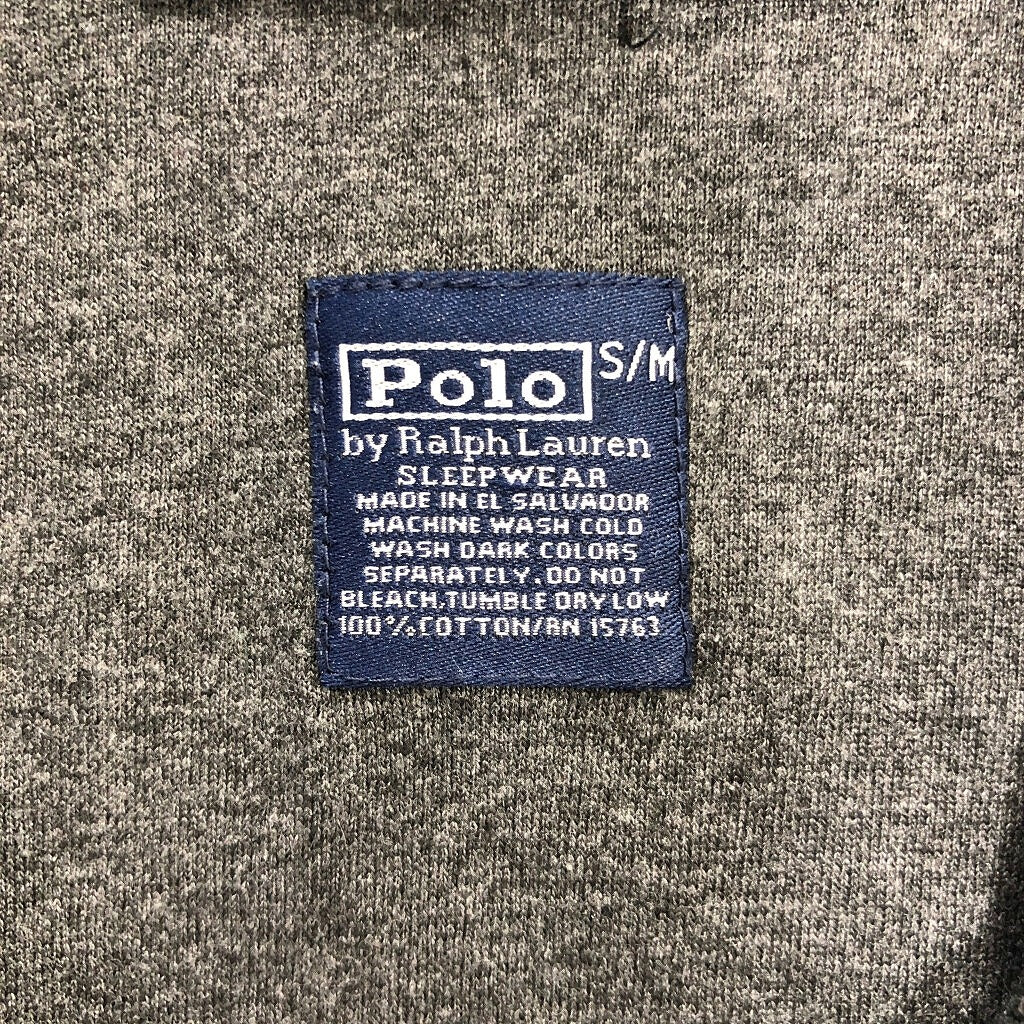 Polo S/M
by Ralph Lauren
SLEEPWEAR
MADE IN EL SALVADOR
MACHINE WASH COLD
WASH DARK COLORS
SEPARATELY. DO NOT
BLEACH,TUMBLE DRY LOW
100% COTTON/RN 15763